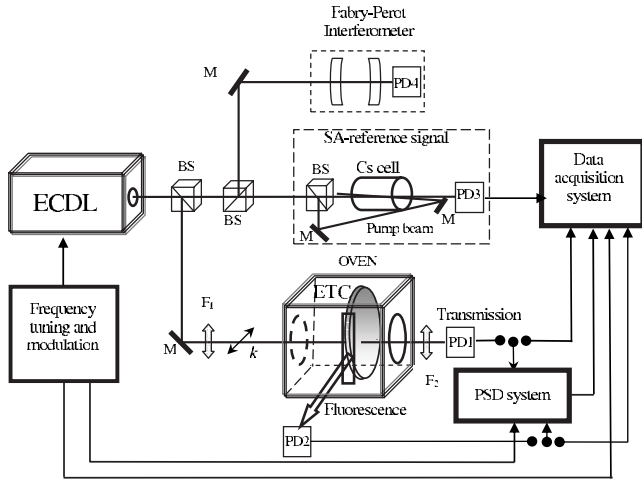 Fabry-Perot
Interferometer
M
PD4
SA-reference signal
BS
BS
Cs cell
PD3
Data
acquisition
system
ECDL
BS
M
Pump beam
M
OVEN
Frequency
tuning and
modulation
F1
ETC
Transmission
M
k
PD1
F2
PSD system
Fluorescence
PD2